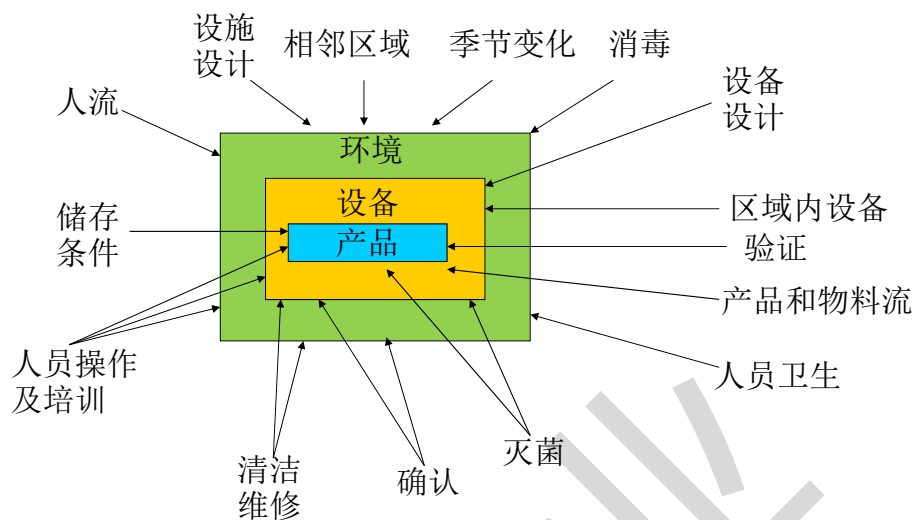 设施
设计
相邻区域
季节变化
消毒
设备
设计
人流
环境
设备
产品
储存
条件
区域内设备
验证
产品和物料流
人员操作
及培训
人员卫生
清洁
维修
确认
灭菌
业